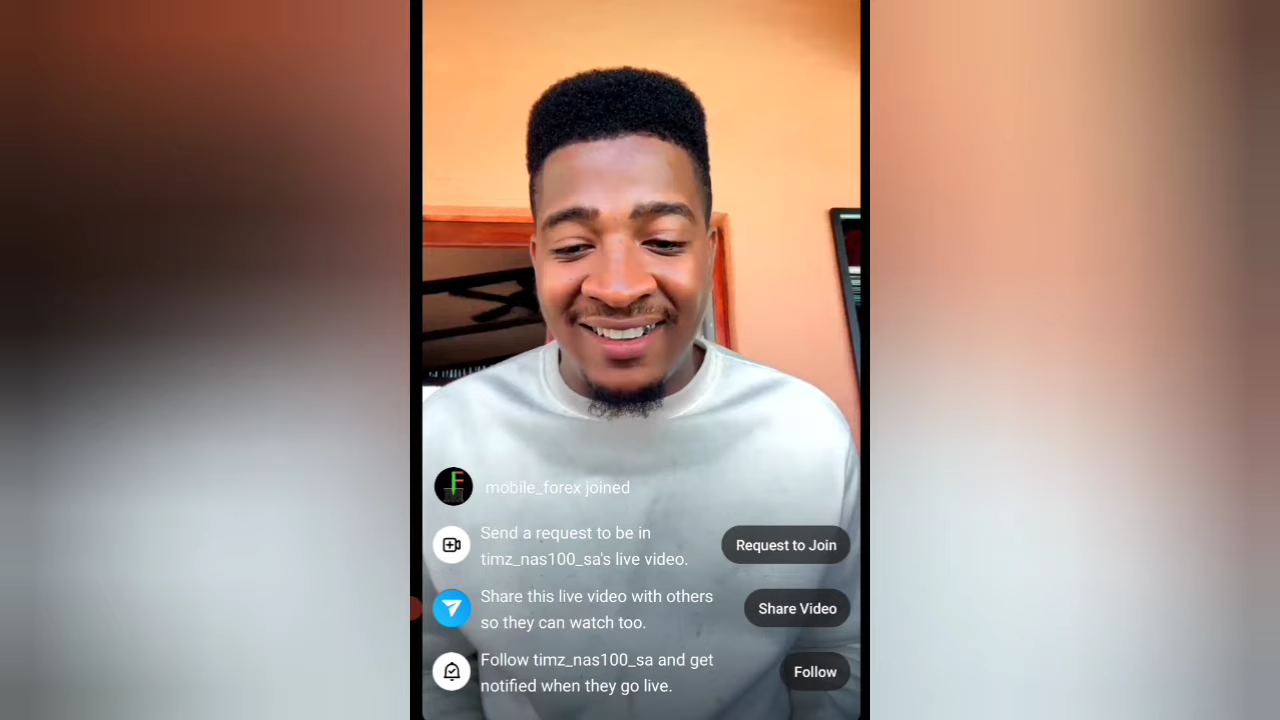 mobile_forex joined
Send a request to be in
timz_nas100_sa's live video.
Request to Join
Share this live video with others
so they can watch too.
Share Video
Follow timz_nas100_sa and get
notified when they go live.
Follow